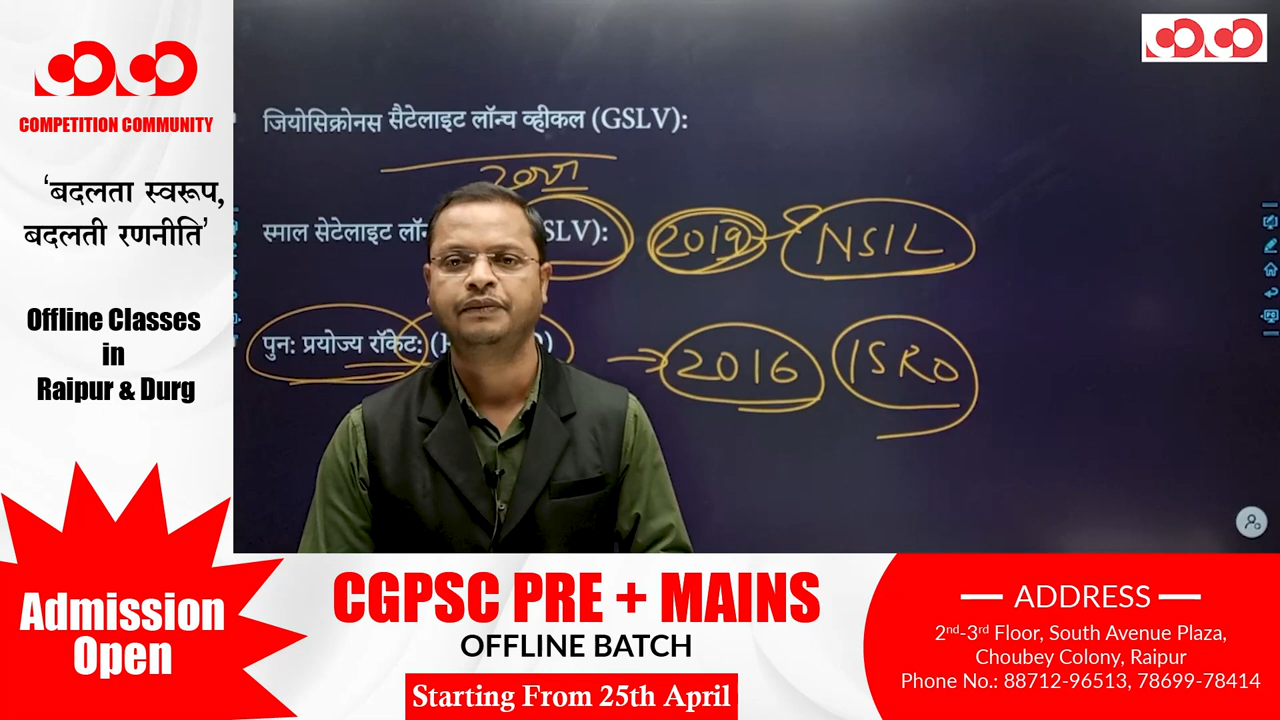 COMPETITION COMMUNITY
‘बदलता स्वरूप,
बदलती रणनीति’
Offline Classes
in
Raipur & Durg
Admission
Open
जियोसिक्रोनस सैटेलाइट लॉन्च व्हीकल (GSLV):
स्माल सेटेलाइट SLV):
2019
NSIL
पुन: प्रयोज्य रॉकेट:
2016
ISRO
CGPSC PRE + MAINS
OFFLINE BATCH
Starting From 25th April
ADDRESS
2nd-3rd Floor, South Avenue Plaza,
Choubey Colony, Raipur
Phone No.: 88712-96513, 78699-78414